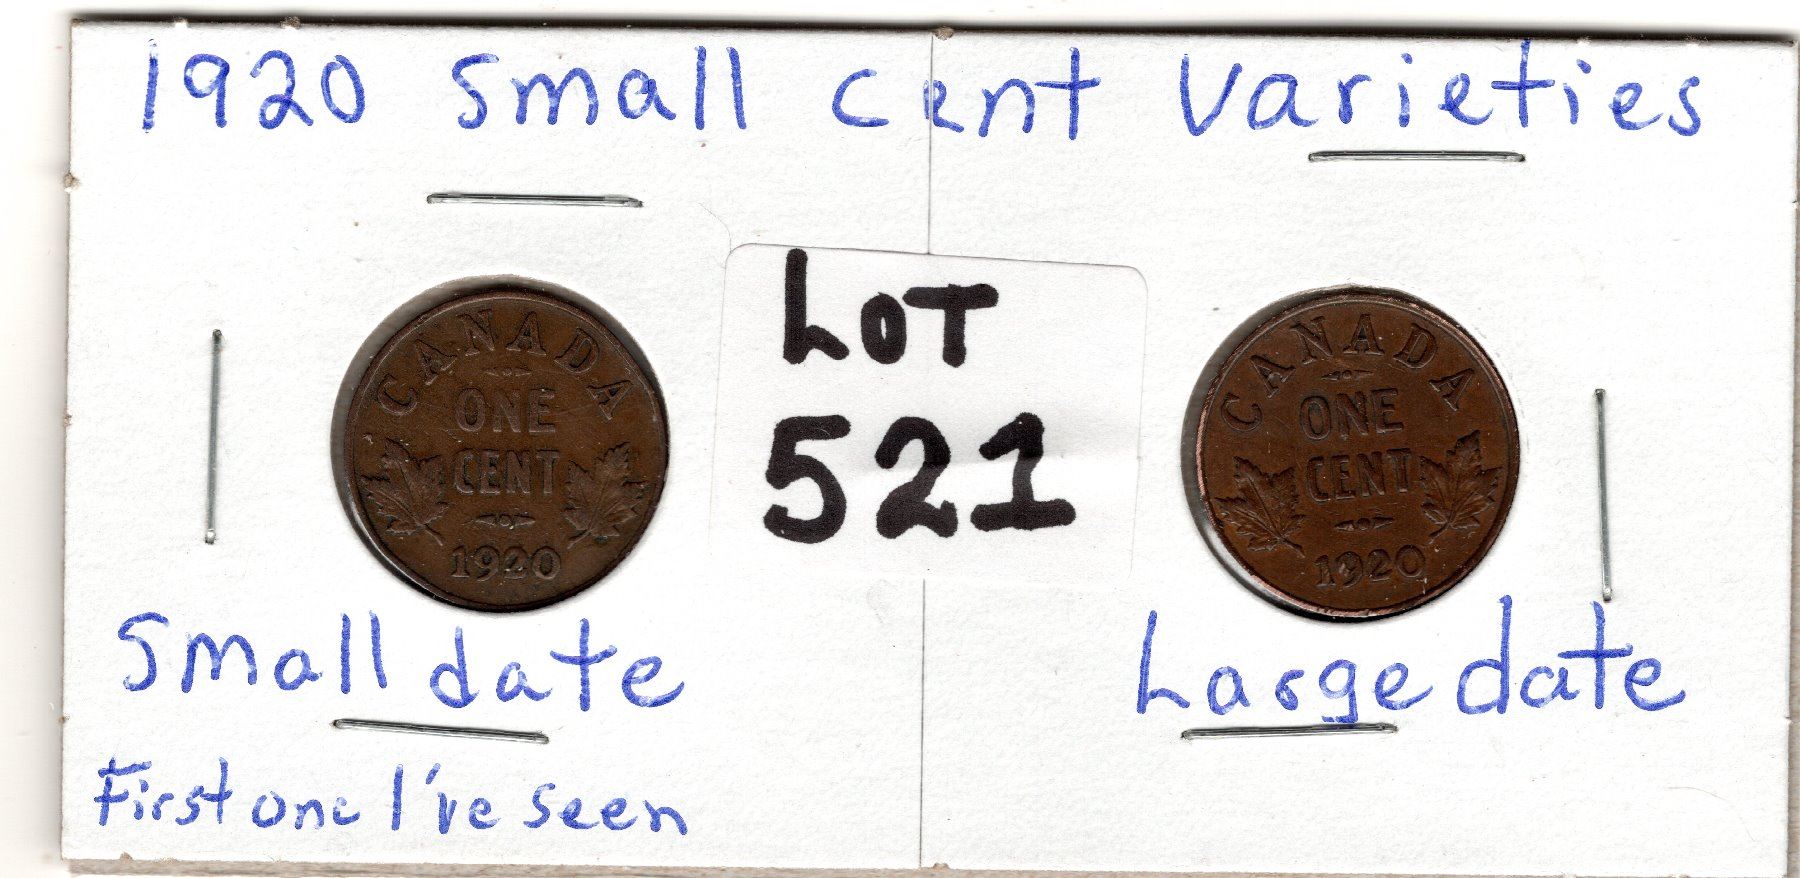 1920 small cent varieties
LOT
521
CANADA
ONE
CENT
1920
CANADA
ONE
CENT
1920
Small date
Large date
First one I've seen